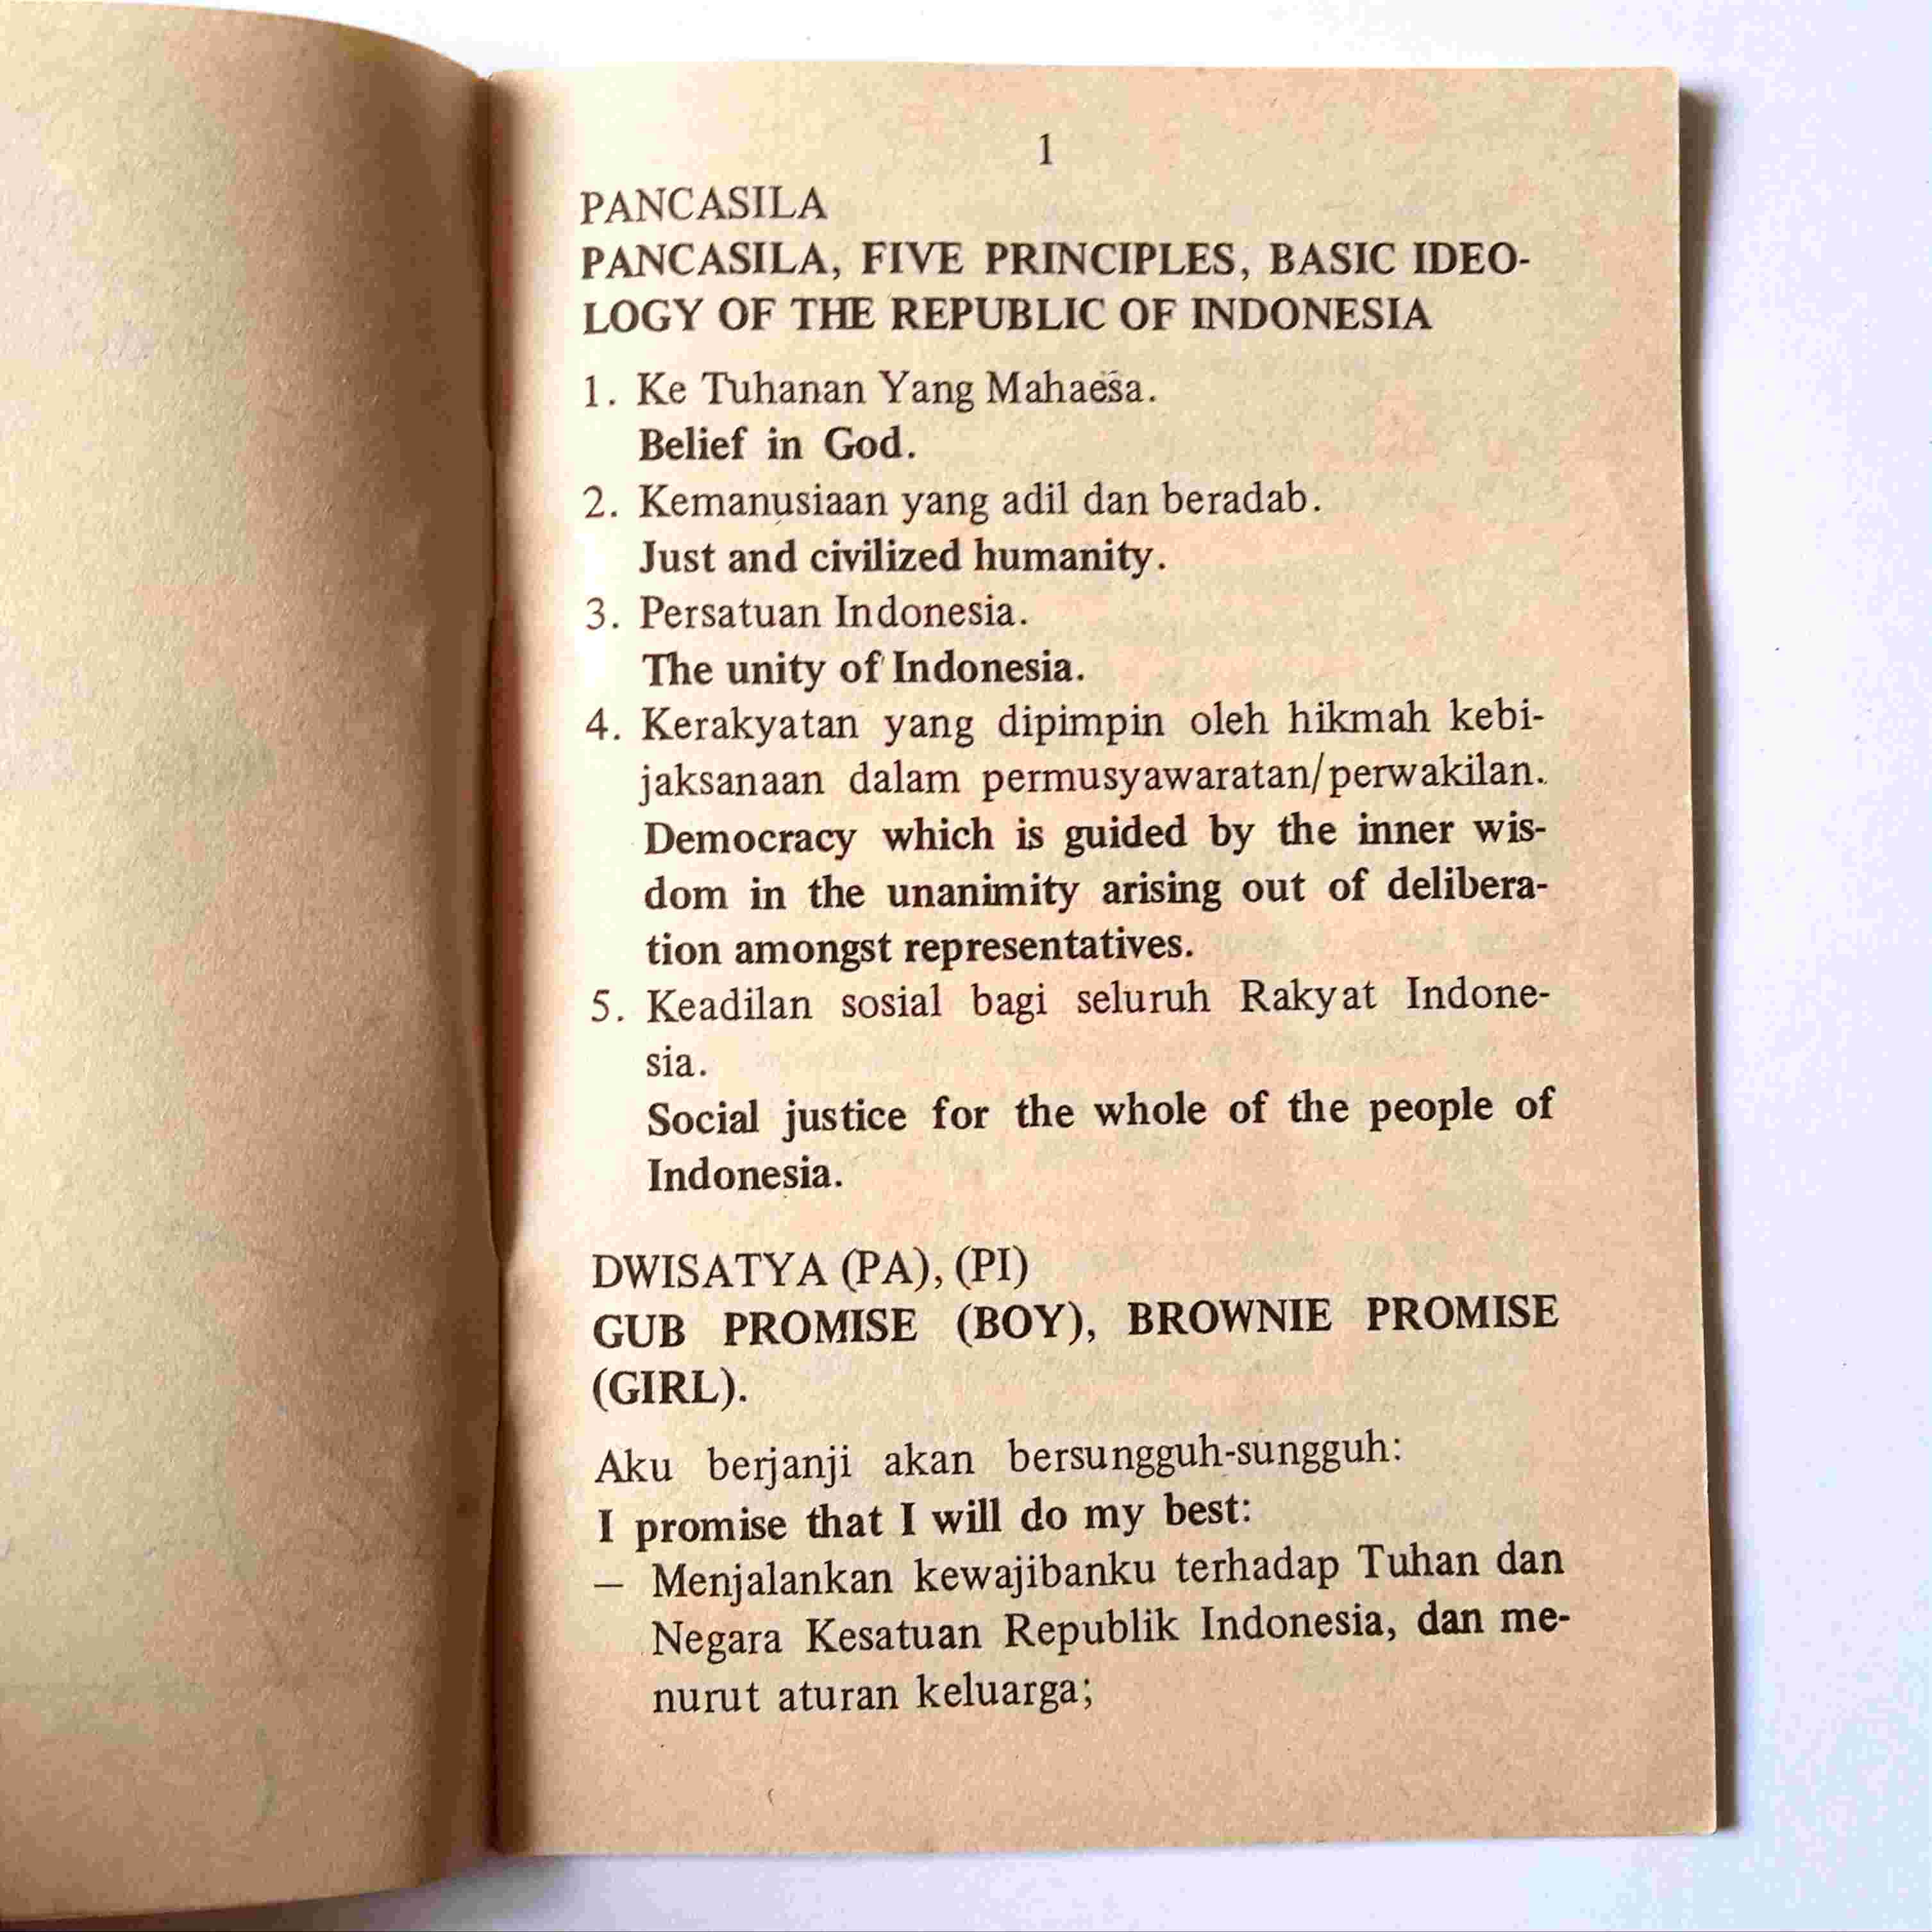 1
PANCASILA
PANCASILA, FIVE PRINCIPLES, BASIC IDEO-
LOGY OF THE REPUBLIC OF INDONESIA
1. Ke Tuhanan Yang Mahaesa.
Belief in God.
2. Kemanusiaan yang adil dan beradab.
Just and civilized humanity.
3. Persatuan Indonesia.
The unity of Indonesia.
4. Kerakyatan yang dipimpin oleh hikmah kebi-
jaksanaan dalam permusyawaratan/perwakilan.
Democracy which is guided by the inner wis-
dom in the unanimity arising out of delibera-
tion amongst representatives.
5. Keadilan sosial bagi seluruh Rakyat Indone-
sia.
Social justice for the whole of the people of
Indonesia.
DWISATYA (PA), (PI)
GUB PROMISE (BOY), BROWNIE PROMISE
(GIRL).
Aku berjanji akan bersungguh-sungguh:
I promise that I will do my best:
— Menjalankan kewajibanku terhadap Tuhan dan
Negara Kesatuan Republik Indonesia, dan me-
nurut aturan keluarga;